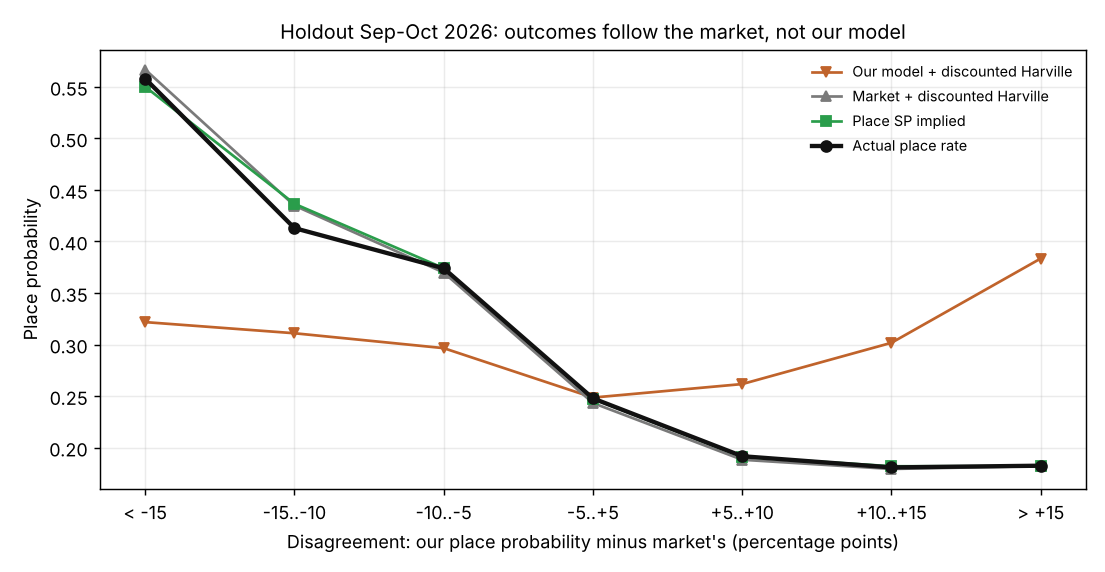 Holdout Sep-Oct 2026: outcomes follow the market, not our model
Our model + discounted Harville
Market + discounted Harville
Place SP implied
Actual place rate
Place probability
0.55
0.50
0.45
0.40
0.35
0.30
0.25
0.20
< -15
-15..-10
-10..-5
-5..+5
+5..+10
+10..+15
> +15
Disagreement: our place probability minus market's (percentage points)